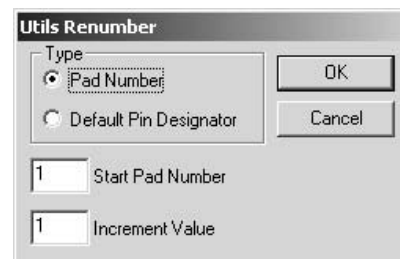 Utils Renumber
Type
Pad Number
Default Pin Designator
OK
Cancel
1 Start Pad Number
1 Increment Value